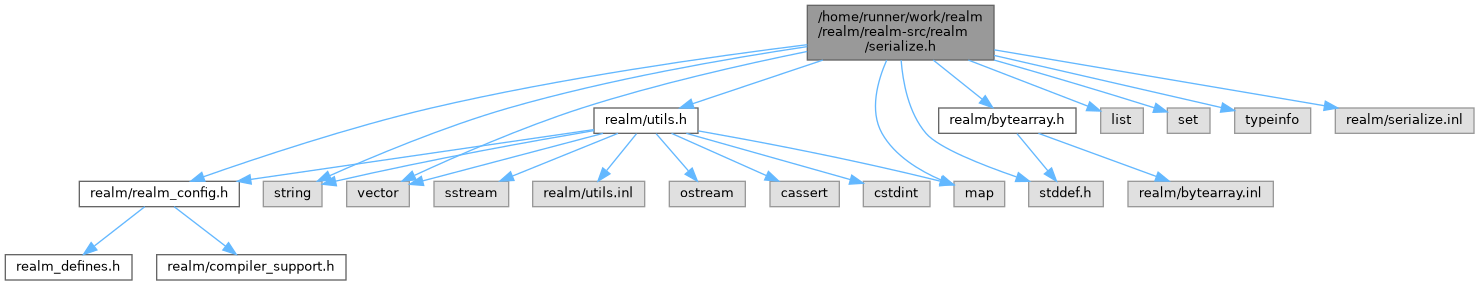 /home/runner/work/realm
/realm/realm-src/realm
/serialize.h
realm/utils.h
realm/bytearray.h
list
set
typeinfo
realm/serialize.inl
realm/realm_config.h
string
vector
sstream
realm/utils.inl
ostream
cassert
cstdint
map
stddef.h
realm/bytearray.inl
realm_defines.h
realm/compiler_support.h